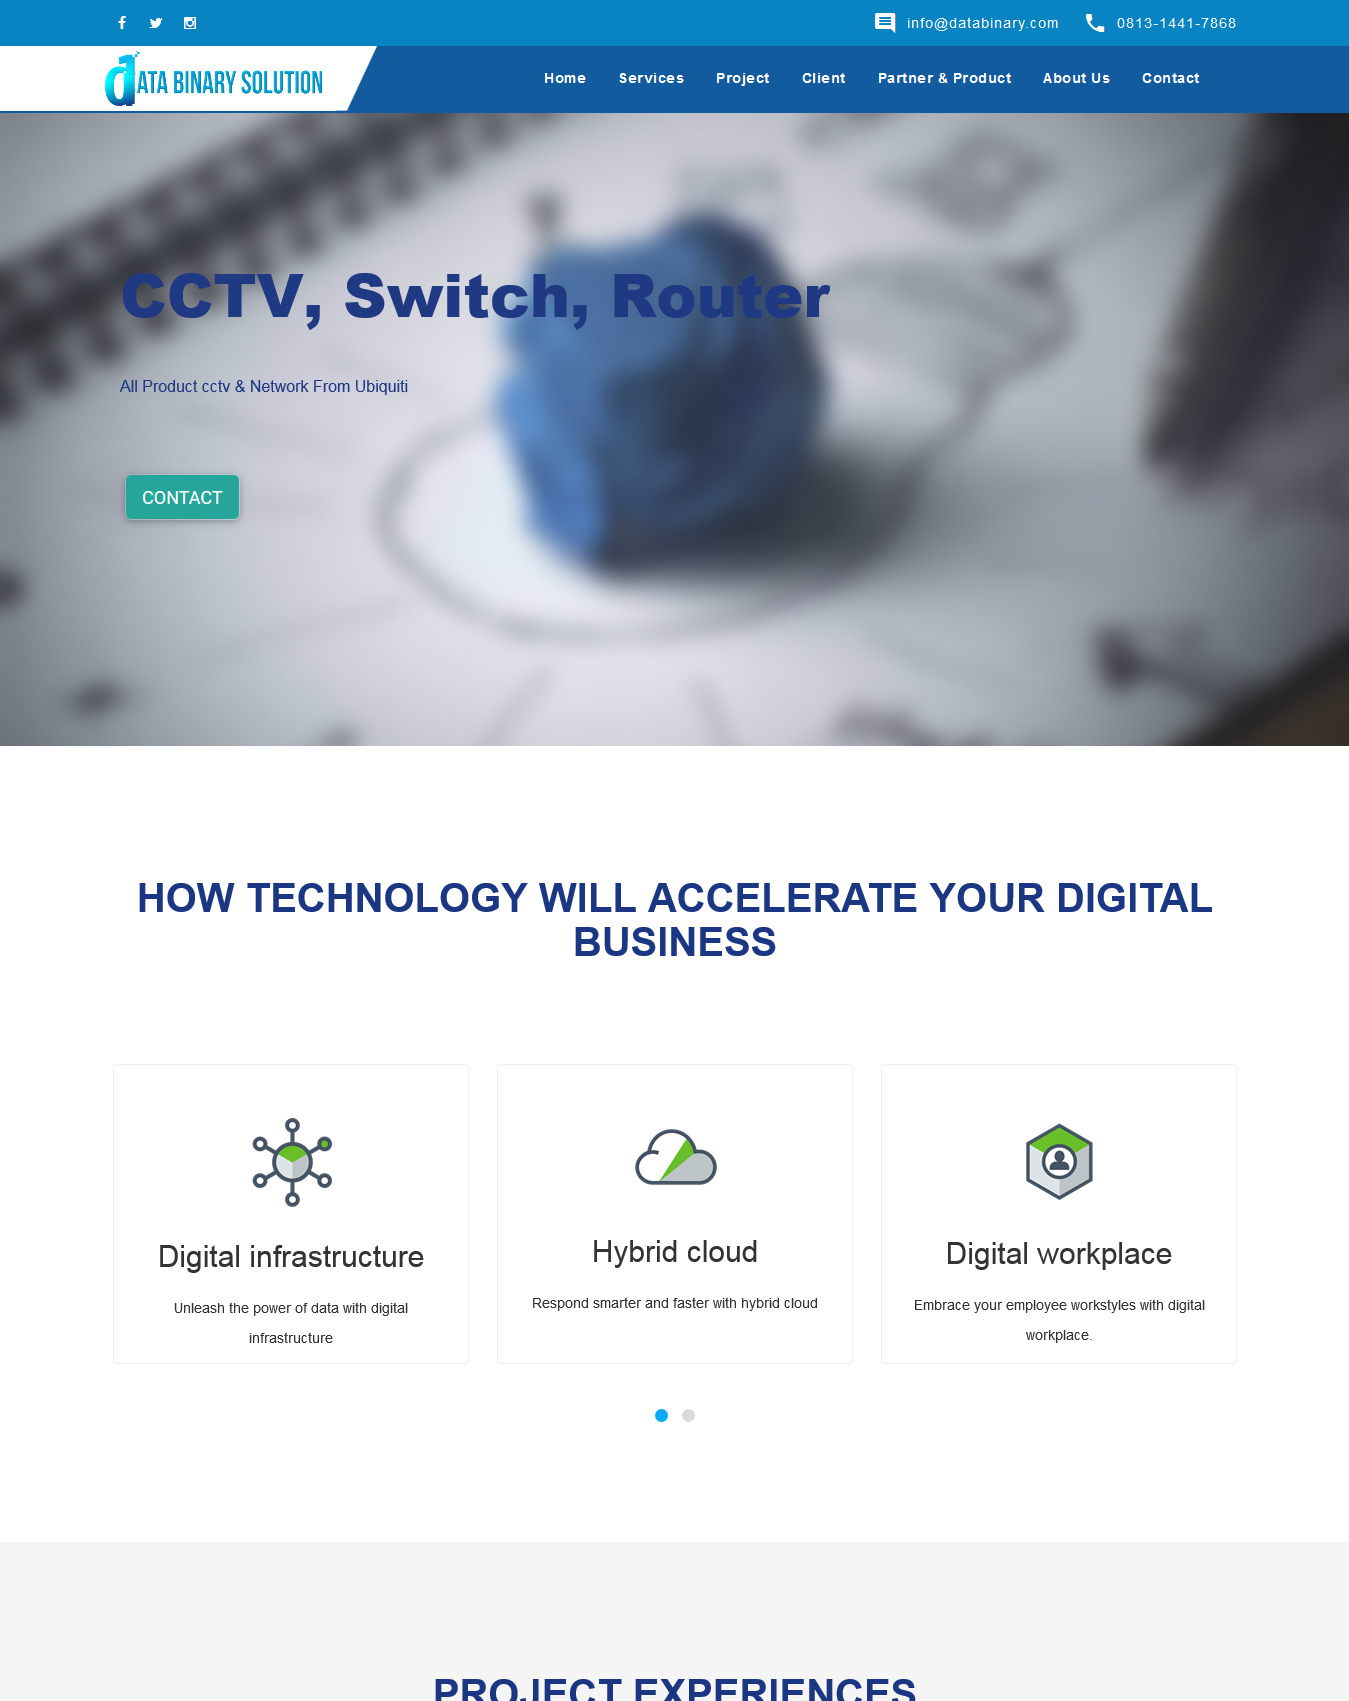 info@databinary.com
0813-1441-7868
DATA BINARY SOLUTION
Home
Services
Project
Client
Partner & Product
About Us
Contact
CCTV, Switch, Router
All Product cctv & Network From Ubiquiti
CONTACT
HOW TECHNOLOGY WILL ACCELERATE YOUR DIGITAL
BUSINESS
Digital infrastructure
Unleash the power of data with digital
infrastructure
Hybrid cloud
Respond smarter and faster with hybrid cloud
Digital workplace
Embrace your employee workstyles with digital
workplace.
PROJECT EXPERIENCES